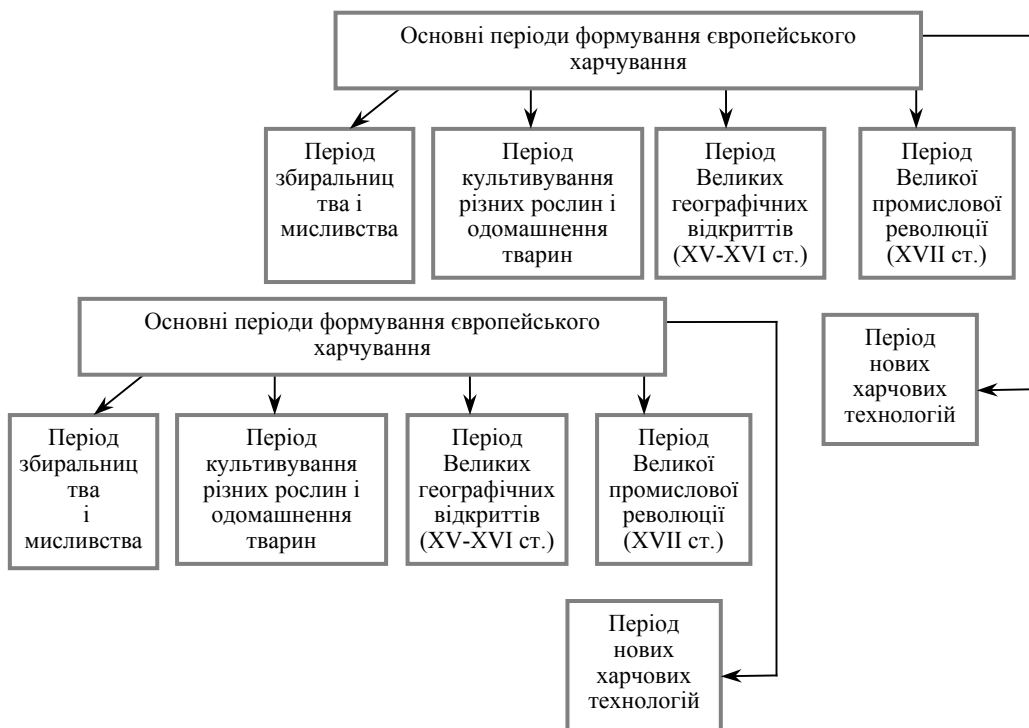 Основні періоди формування європейського
харчування
Період
збиральниц
тва і
мисливства
Період
культивування
різних рослин і
одомашнення
тварин
Період
Великих
географічних
відкриттів
(XV-XVI ст.)
Період
Великої
промислової
революції
(XVII ст.)
Період
нових
харчових
технологій
Основні періоди формування європейського
харчування
Період
збиральниц
тва
і
мисливства
Період
культивування
різних рослин і
одомашнення
тварин
Період
Великих
географічних
відкриттів
(XV-XVI ст.)
Період
Великої
промислової
революції
(XVII ст.)
Період
нових
харчових
технологій